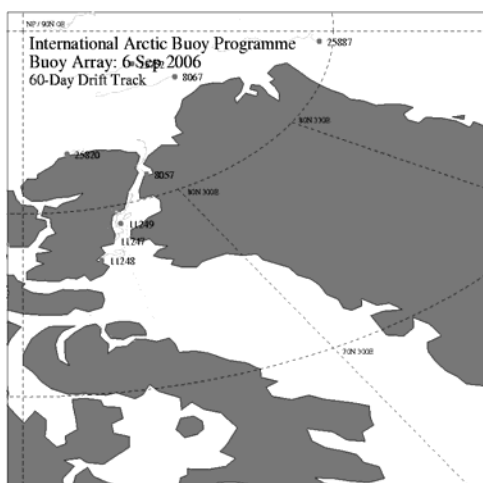 NP / 90N 0E
25887
International Arctic Buoy Programme
Buoy Array: 6 Sep 2006
60-Day Drift Track
8067
80N 330E
25820
8057
80N 300E
11249
11247
11248
70N 300E